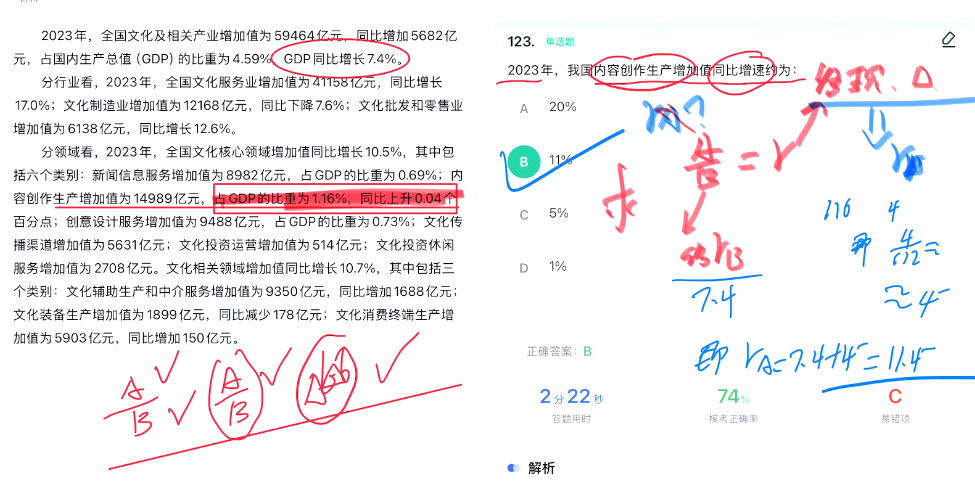 2023年，全国文化及相关产业增加值为59464亿元，同比增加5682亿
元，占国内生产总值（GDP）的比重为4.59%，GDP同比增长7.4%。
分行业看，2023年，全国文化服务业增加值为41158亿元，同比增长
17.0%；文化制造业增加值为12168亿元，同比下降7.6%；文化批发和零售业
增加值为6138亿元，同比增长12.6%。
分领域看，2023年，全国文化核心领域增加值同比增长10.5%，其中包
括六个类别：新闻信息服务增加值为8982亿元，占GDP的比重为0.69%；内
容创作生产增加值为14989亿元，占GDP的比重为1.16%，同比上升0.04个
百分点；创意设计服务增加值为9488亿元，占GDP的比重为0.73%；文化传
播渠道增加值为5631亿元；文化投资运营增加值为514亿元；文化投资休闲
服务增加值为2708亿元。文化相关领域增加值同比增长10.7%，其中包括三
个类别：文化辅助生产和中介服务增加值为9350亿元，同比增加1688亿元；
文化装备生产增加值为1899亿元，同比减少178亿元；文化消费终端生产增
加值为5903亿元，同比增加150亿元。
A/B
A/B
123. 单选题
2023年，我国内容创作生产增加值同比增速约为：
A 20%
B 11%
C 5%
D 1%
A/B = r
7.4
116 4
即 4/112 ≈
≈4
正确答案：B
即 rA=7.4+4=11.4
2分22秒
74%
C
答题用时
模考正确率
易错项
解析